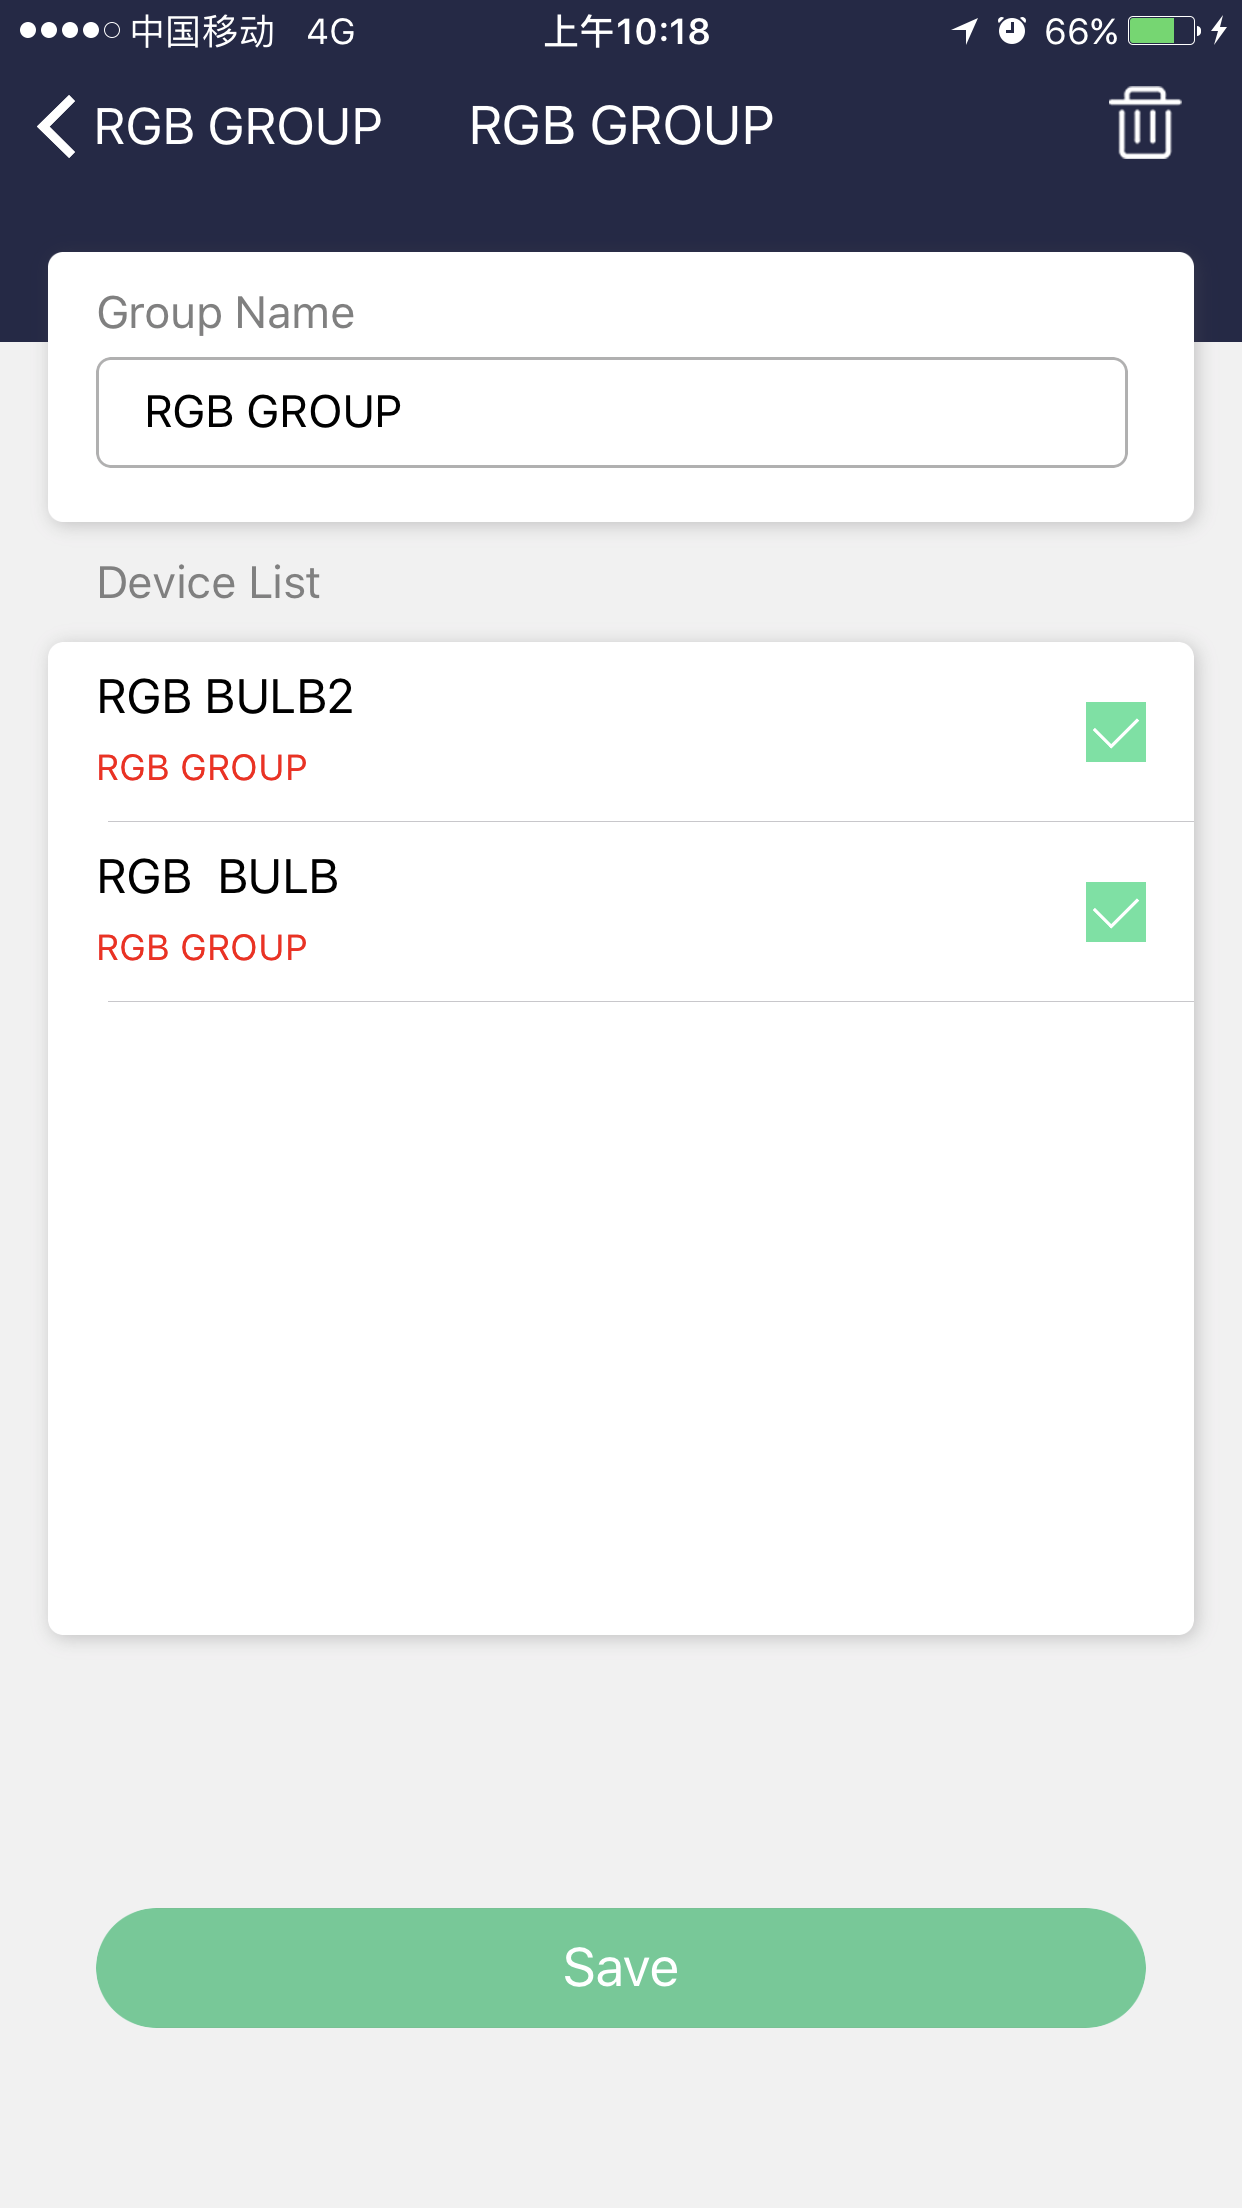 中国移动 4G 上午10:18 66%
RGB GROUP RGB GROUP
Group Name
RGB GROUP
Device List
RGB BULB2
RGB GROUP
RGB  BULB
RGB GROUP
Save